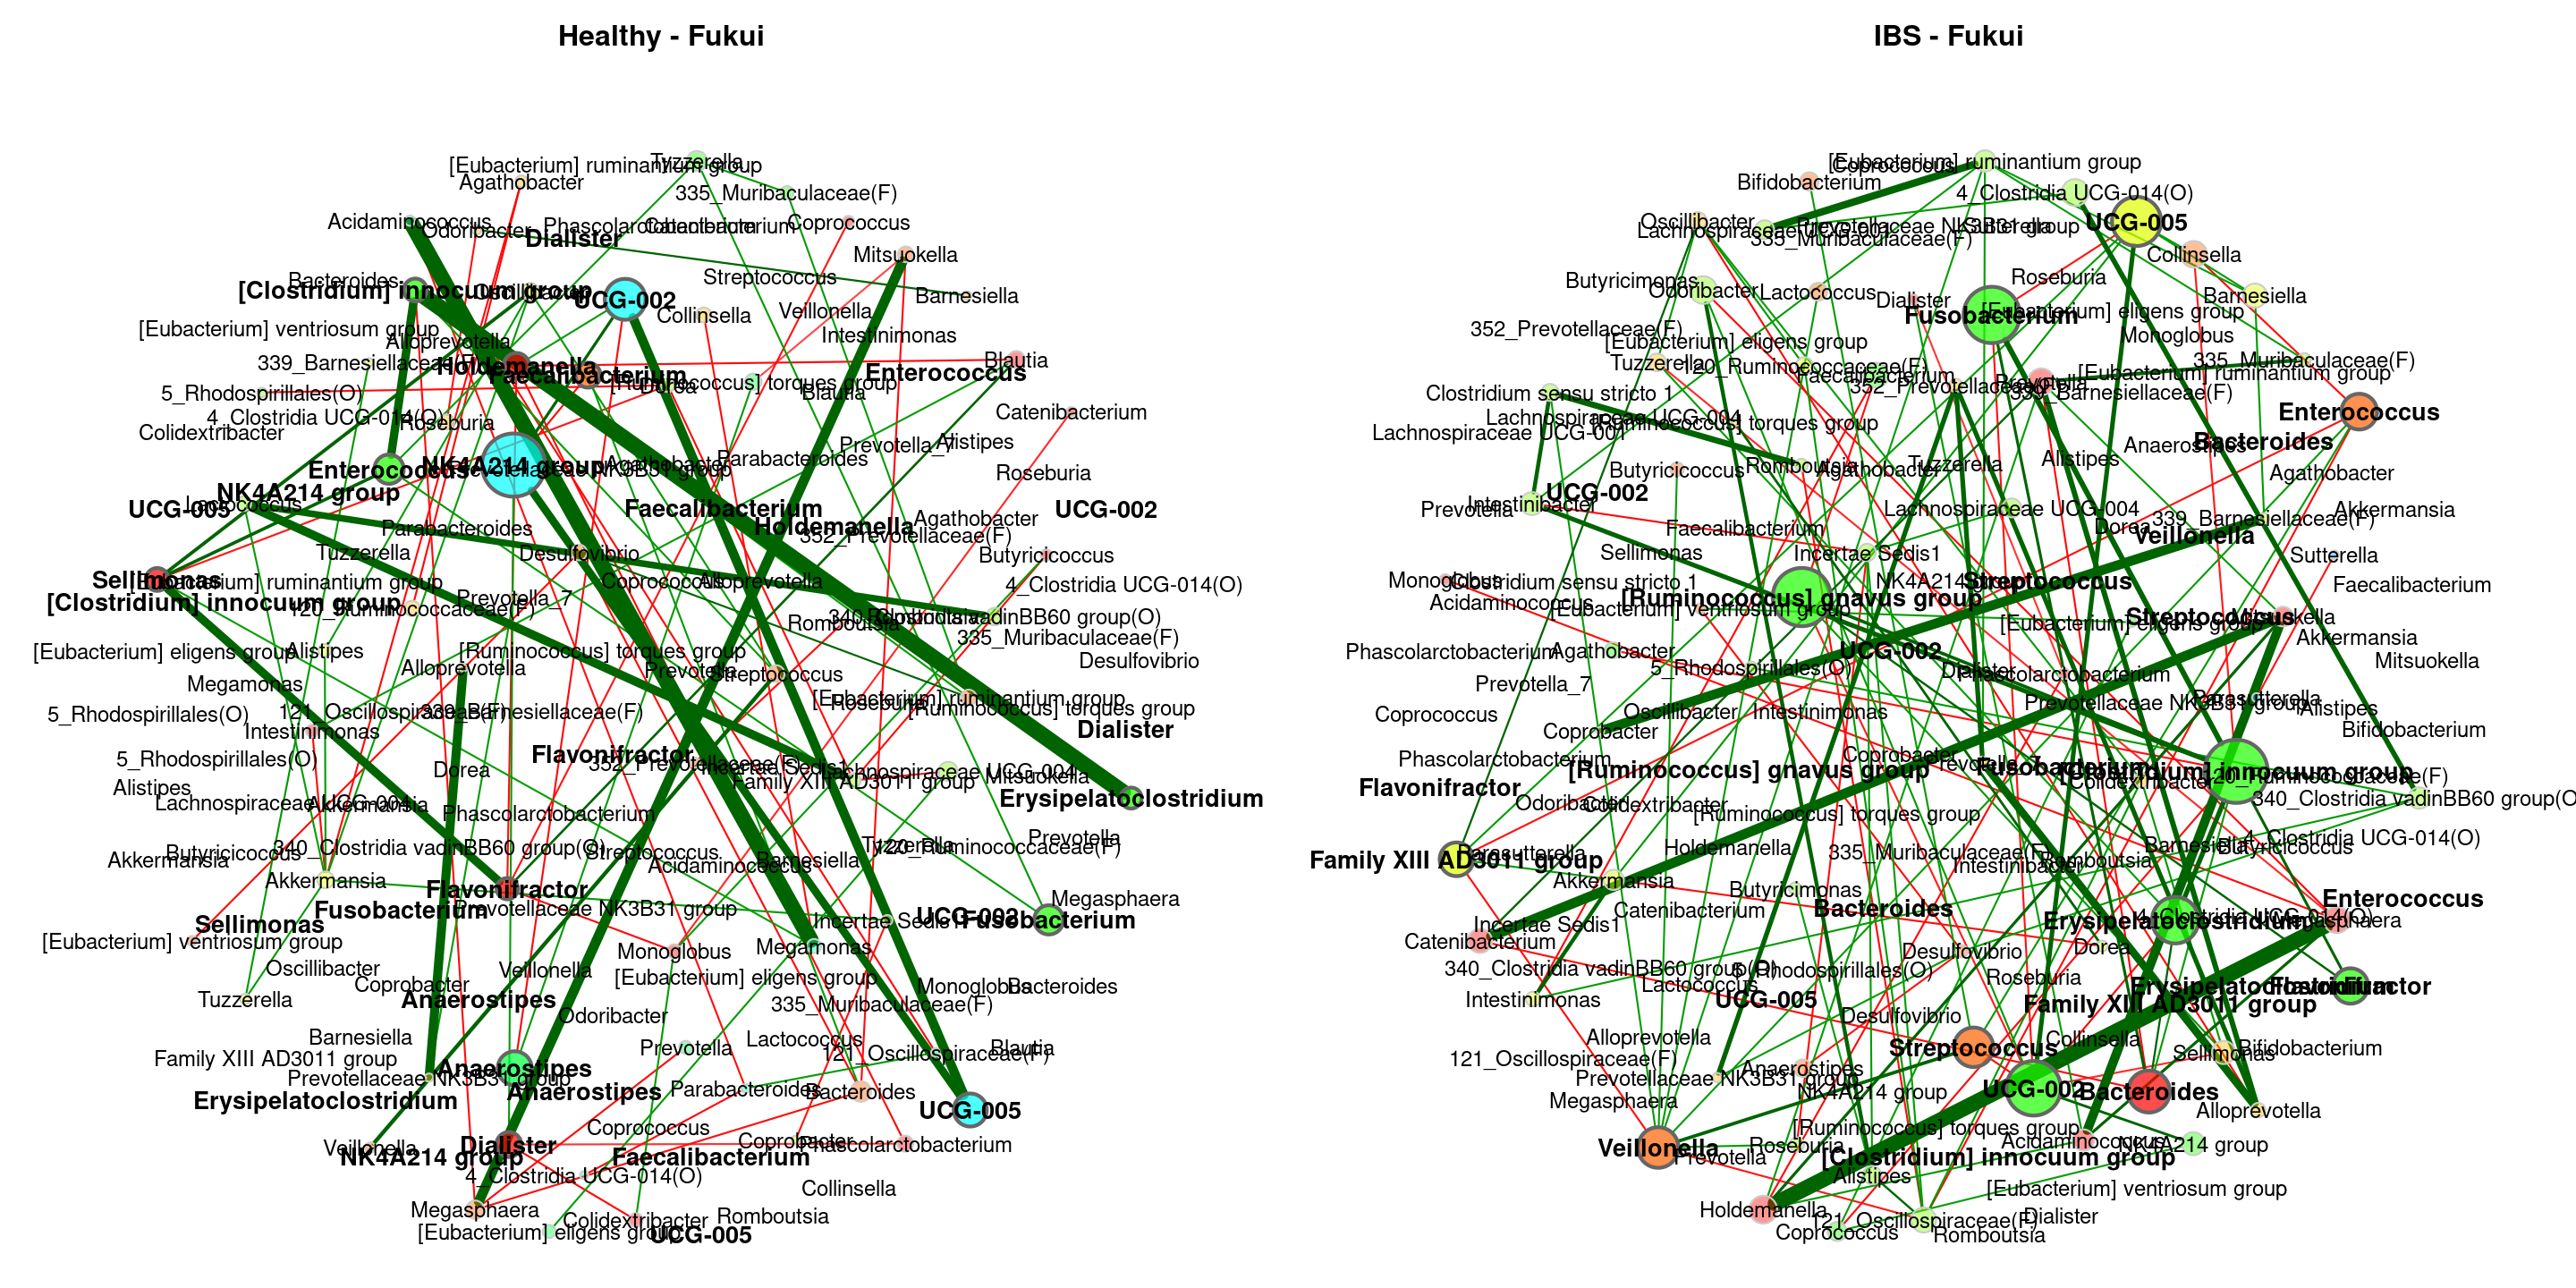 Healthy - Fukui
IBS - Fukui
Tyzzerella
[Eubacterium] ruminantium group
Agathobacter
335_Muribaculaceae(F)
Acidaminococcus
Odoribacter
Phascolarctobacterium
Catenibacterium
Coprococcus
Dialister
Mitsuokella
Bacteroides
[Clostridium] innocuum group
Oscillibacter
UCG-002
Streptococcus
Barnesiella
Collinsella
Veillonella
[Eubacterium] ventriosum group
Alloprevotella
Intestinimonas
339_Barnesiellaceae(F)
Holdemanella
Faecalibacterium
[Ruminococcus] torques group
Dorea
Blautia
Enterococcus
5_Rhodospirillales(O)
Blautia
4_Clostridia UCG-014(O)
Roseburia
Colidextribacter
Catenibacterium
Prevotella_7
Alistipes
Enterococcus
NK4A214 group
Prevotellaceae NK3B31 group
Agathobacter
Parabacteroides
Roseburia
NK4A214 group
UCG-005
Lactococcus
Faecalibacterium
UCG-002
Parabacteroides
Holdemanella
Agathobacter
352_Prevotellaceae(F)
Tuzzerella
Desulfovibrio
Butyricicoccus
Sellimonas
[Eubacterium] ruminantium group
Coprococcus
Alloprevotella
4_Clostridia UCG-014(O)
[Clostridium] innocuum group
120_Ruminococcaceae(F)
Prevotella_7
340_Clostridia vadinBB60 group(O)
Romboutsia
335_Muribaculaceae(F)
[Eubacterium] eligens group
Alistipes
[Ruminococcus] torques group
Desulfovibrio
Alloprevotella
Prevotella
Streptococcus
Megamonas
[Eubacterium] ruminantium group
Roseburia
[Ruminococcus] torques group
5_Rhodospirillales(O)
121_Oscillospiraceae(F)
339_Barnesiellaceae(F)
Intestinimonas
Dialister
Flavonifractor
5_Rhodospirillales(O)
352_Prevotellaceae(F)
Incertae Sedis1
Dorea
Lachnospiraceae UCG-004
Mitsuokella
Family XIII AD3011 group
Alistipes
Erysipelatoclostridium
Lachnospiraceae UCG-004
Akkermansia
Phascolarctobacterium
Prevotella
Tyzzerella
120_Ruminococcaceae(F)
Butyricicoccus
340_Clostridia vadinBB60 group(O)
Streptococcus
Akkermansia
Acidaminococcus
Barnesiella
Akkermansia
Flavonifractor
Megasphaera
Fusobacterium
Prevotellaceae NK3B31 group
Incertae Sedis1
UCG-002
Fusobacterium
Sellimonas
[Eubacterium] ventriosum group
Monoglobus
Megamonas
Oscillibacter
Veillonella
[Eubacterium] eligens group
Coprobacter
Monoglobus
Bacteroides
Tuzzerella
Anaerostipes
335_Muribaculaceae(F)
Odoribacter
Barnesiella
Lactococcus
Prevotella
121_Oscillospiraceae(F)
Blautia
Family XIII AD3011 group
Anaerostipes
Prevotellaceae NK3B31 group
Anaerostipes
Parabacteroides
Bacteroides
Erysipelatoclostridium
UCG-005
Coprococcus
Veillonella
Dialister
Coprobacter
Phascolarctobacterium
NK4A214 group
Faecalibacterium
4_Clostridia UCG-014(O)
Collinsella
Megasphaera
Colidextribacter
Romboutsia
[Eubacterium] eligens group
UCG-005
[Eubacterium] ruminantium group
Coprococcus
Bifidobacterium
4_Clostridia UCG-014(O)
Oscillibacter
Lachnospiraceae UCG-001
Prevotellaceae NK3B31 group
Sutterella
UCG-005
335_Muribaculaceae(F)
Collinsella
Roseburia
Butyricimonas
Odoribacter
Lactococcus
Dialister
Barnesiella
Fusobacterium
[Eubacterium] eligens group
352_Prevotellaceae(F)
Monoglobus
[Eubacterium] eligens group
Tuzzerella
120_Ruminococcaceae(F)
335_Muribaculaceae(F)
Faecalibacterium
352_Prevotellaceae(F)
Prevotella
[Eubacterium] ruminantium group
Clostridium sensu stricto 1
339_Barnesiellaceae(F)
Enterococcus
Lachnospiraceae UCG-004
[Ruminococcus] torques group
Lachnospiraceae UCG-001
Bacteroides
Anaerostipes
Butyricicoccus
Romboutsia
Agathobacter
Tyzzerella
Alistipes
Agathobacter
UCG-002
Prevotella
Intestinibacter
Lachnospiraceae UCG-004
Akkermansia
Faecalibacterium
Dorea
339_Barnesiellaceae(F)
Veillonella
Sellimonas
Incertae Sedis1
Sutterella
Monoglobus
Clostridium sensu stricto 1
NK4A214 group
Streptococcus
Faecalibacterium
Acidaminococcus
[Ruminococcus] gnavus group
[Eubacterium] ventriosum group
Streptococcus
Mitsuokella
[Eubacterium] eligens group
Akkermansia
Phascolarctobacterium
Agathobacter
UCG-002
Mitsuokella
5_Rhodospirillales(O)
Dialister
Phascolarctobacterium
Prevotella_7
Parasutterella
Prevotellaceae NK3B31 group
Alistipes
Coprococcus
Oscillibacter
Intestinimonas
Coprobacter
Bifidobacterium
Phascolarctobacterium
Coprobacter
[Ruminococcus] gnavus group
Prevotella_7
Fusobacterium
[Clostridium] innocuum group
Colidextribacter
120_Ruminococcaceae(F)
Flavonifractor
Odoribacter
Colidextribacter
340_Clostridia vadinBB60 group(O
[Ruminococcus] torques group
4_Clostridia UCG-014(O)
Barnesiella
Butyricicoccus
Parasutterella
Family XIII AD3011 group
Holdemanella
335_Muribaculaceae(F)
Romboutsia
Intestinibacter
Akkermansia
Butyricimonas
Enterococcus
Catenibacterium
Bacteroides
Incertae Sedis1
Erysipelatoclostridium
4_Clostridia UCG-014(O)
Megasphaera
Catenibacterium
Dorea
Desulfovibrio
340_Clostridia vadinBB60 group(O)
5_Rhodospirillales(O)
Roseburia
Lactococcus
Erysipelatoclostridium
Flavonifractor
Intestinimonas
UCG-005
Family XIII AD3011 group
Desulfovibrio
Alloprevotella
Collinsella
Streptococcus
Sellimonas
Bifidobacterium
121_Oscillospiraceae(F)
Anaerostipes
Prevotellaceae NK3B31 group
NK4A214 group
UCG-002
Bacteroides
Megasphaera
Alloprevotella
[Ruminococcus] torques group
Acidaminococcus
NK4A214 group
Veillonella
Roseburia
Prevotella
[Clostridium] innocuum group
Alistipes
[Eubacterium] ventriosum group
Holdemanella
121_Oscillospiraceae(F)
Dialister
Coprococcus
Romboutsia